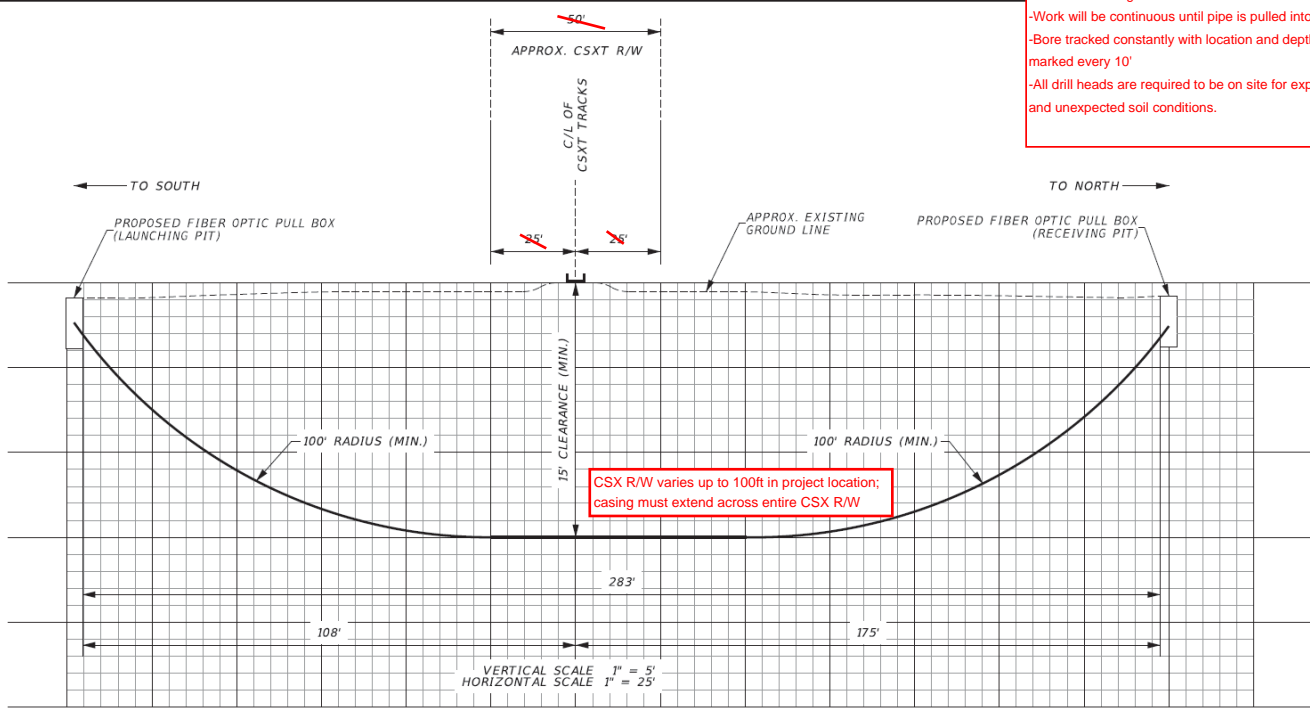 50'
-Work will be continuous until pipe is pulled into
APPROX. CSXT R/W
-Bore tracked constantly with location and depth
marked every 10'
-All drill heads are required to be on site for exp
and unexpected soil conditions.
C/L OF
CSXT TRACKS
TO SOUTH
TO NORTH
PROPOSED FIBER OPTIC PULL BOX
(LAUNCHING PIT)
25'
25'
APPROX. EXISTING
GROUND LINE
PROPOSED FIBER OPTIC PULL BOX
(RECEIVING PIT)
15' CLEARANCE (MIN.)
100' RADIUS (MIN.)
100' RADIUS (MIN.)
CSX R/W varies up to 100ft in project location;
casing must extend across entire CSX R/W
283'
108'
175'
VERTICAL SCALE 1" = 5'
HORIZONTAL SCALE 1" = 25'